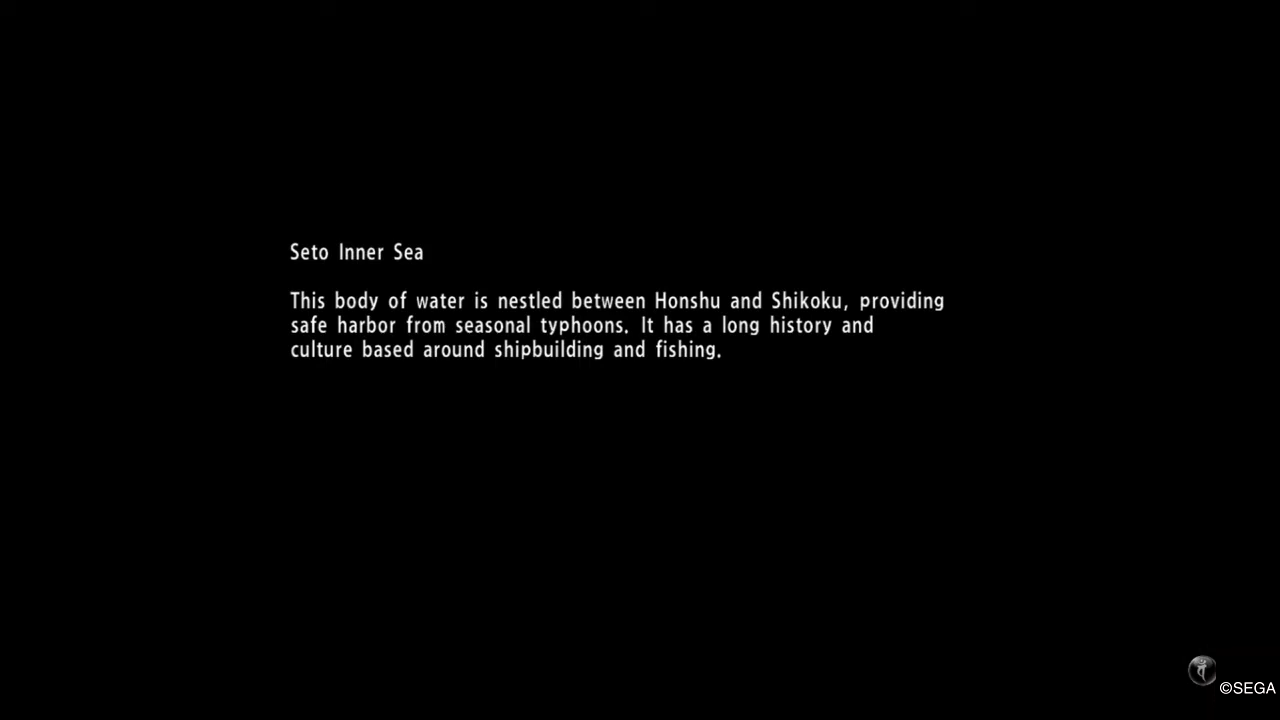 Seto Inner Sea
This body of water is nestled between Honshu and Shikoku, providing
safe harbor from seasonal typhoons. It has a long history and
culture based around shipbuilding and fishing.
©SEGA